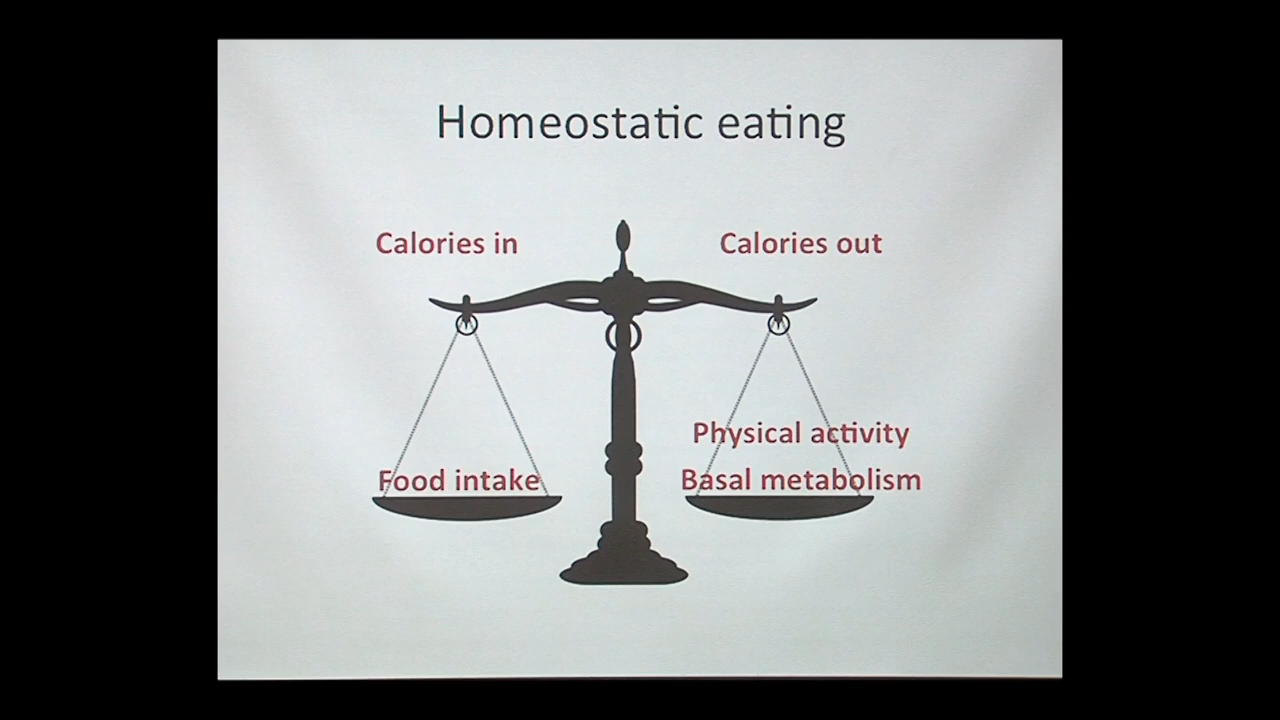 Homeostatic eating
Calories in
Calories out
Physical activity
Food intake
Basal metabolism